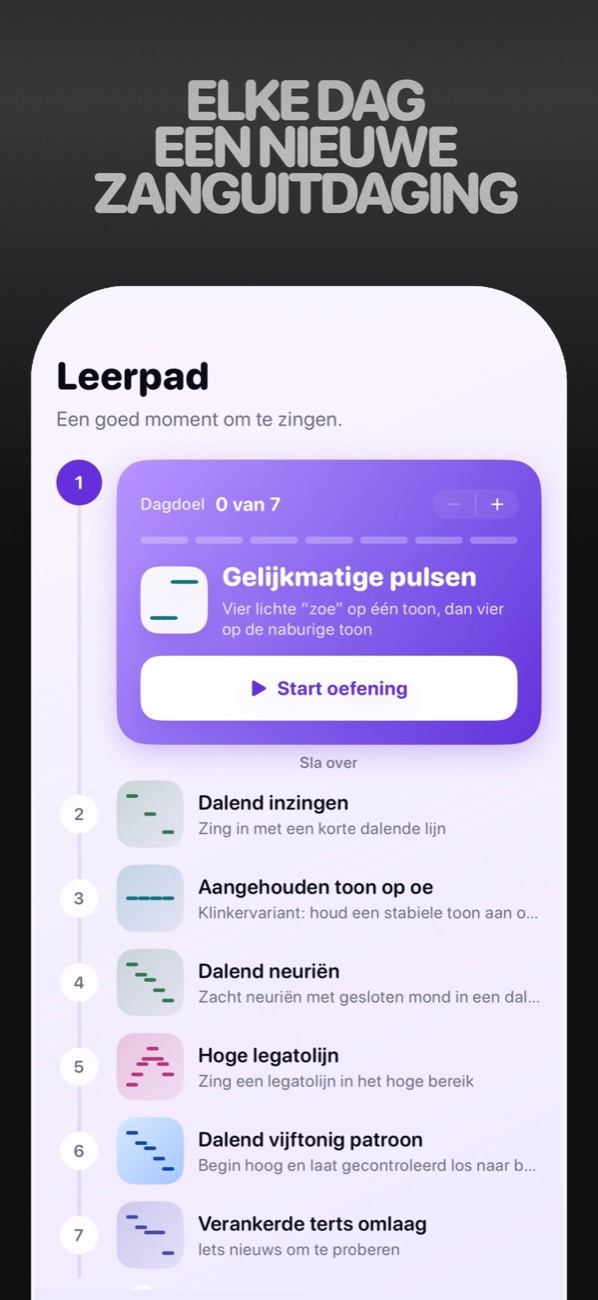 ELKE DAG
EEN NIEUWE
ZANGUITDAGING
Leerpad
Een goed moment om te zingen.
1
Dagdoel 0 van 7
Gelijkmatige pulsen
Vier lichte “zoe” op één toon, dan vier
op de naburige toon
Start oefening
Sla over
2
Dalend inzingen
Zing in met een korte dalende lijn
3
Aangehouden toon op oe
Klinkervariant: houd een stabiele toon aan o...
4
Dalend neuriën
Zacht neuriën met gesloten mond in een dal...
5
Hoge legatolijn
Zing een legatolijn in het hoge bereik
6
Dalend vijftonig patroon
Begin hoog en laat gecontroleerd los naar b...
7
Verankerde terts omlaag
Iets nieuws om te proberen